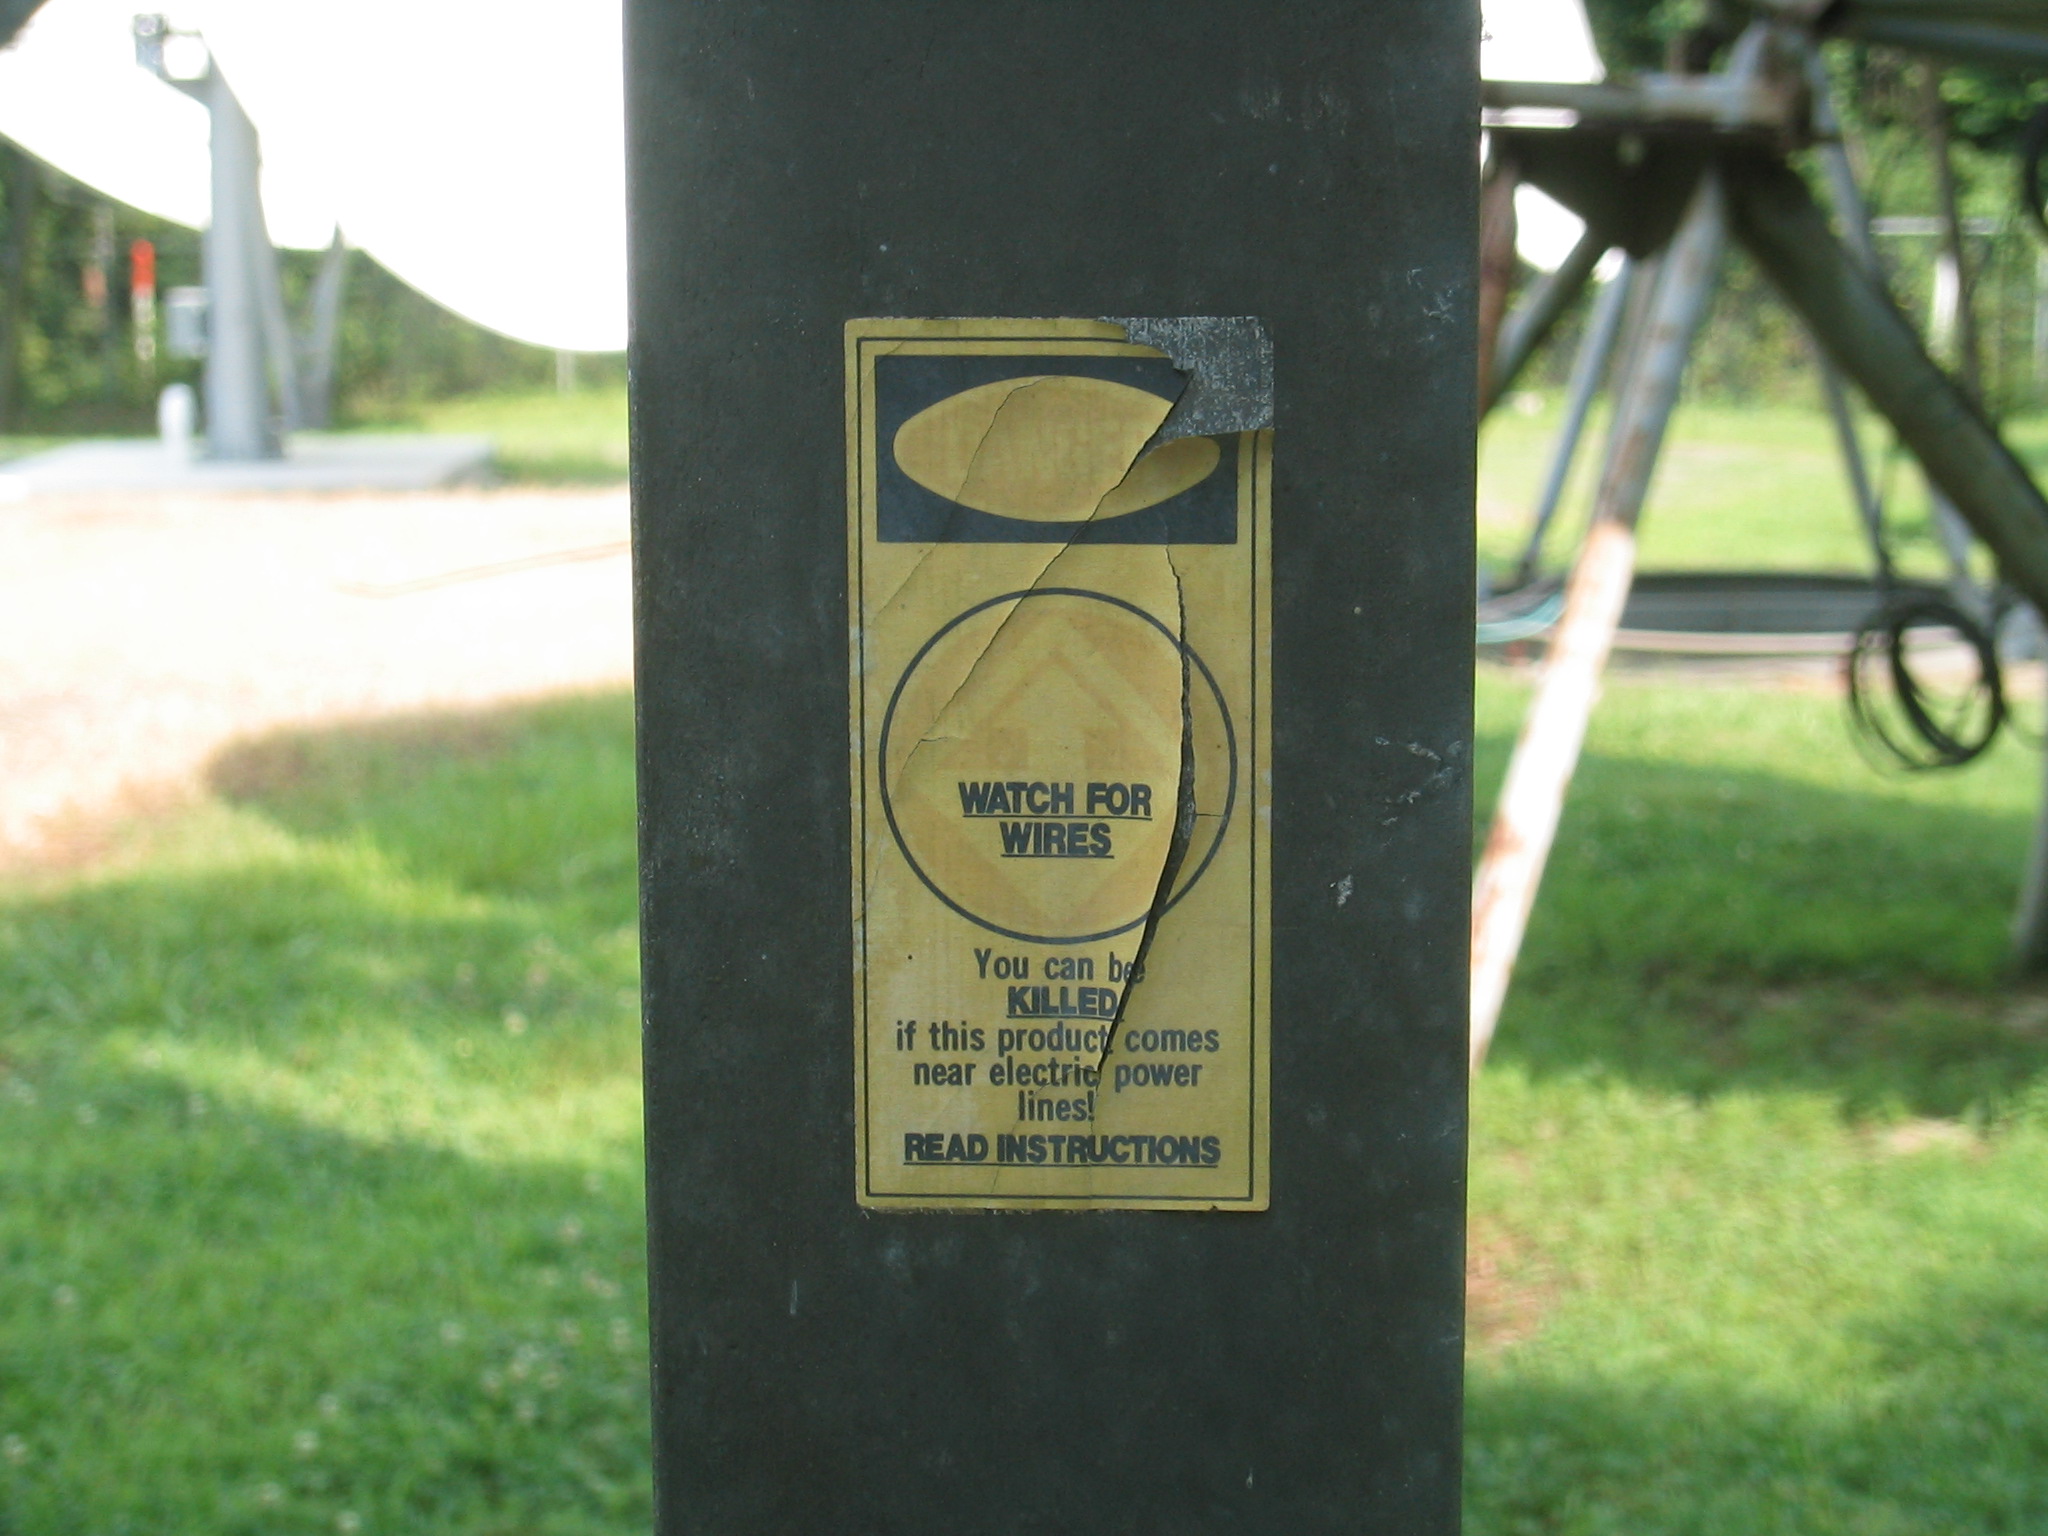 WATCH FOR
WIRES
You can be
KILLED
if this product comes
near electric power
lines!
READ INSTRUCTIONS